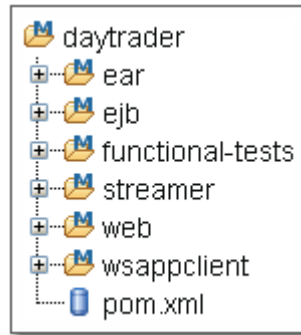 daytrader
ear
ejb
functional-tests
streamer
web
wsappclient
pom.xml